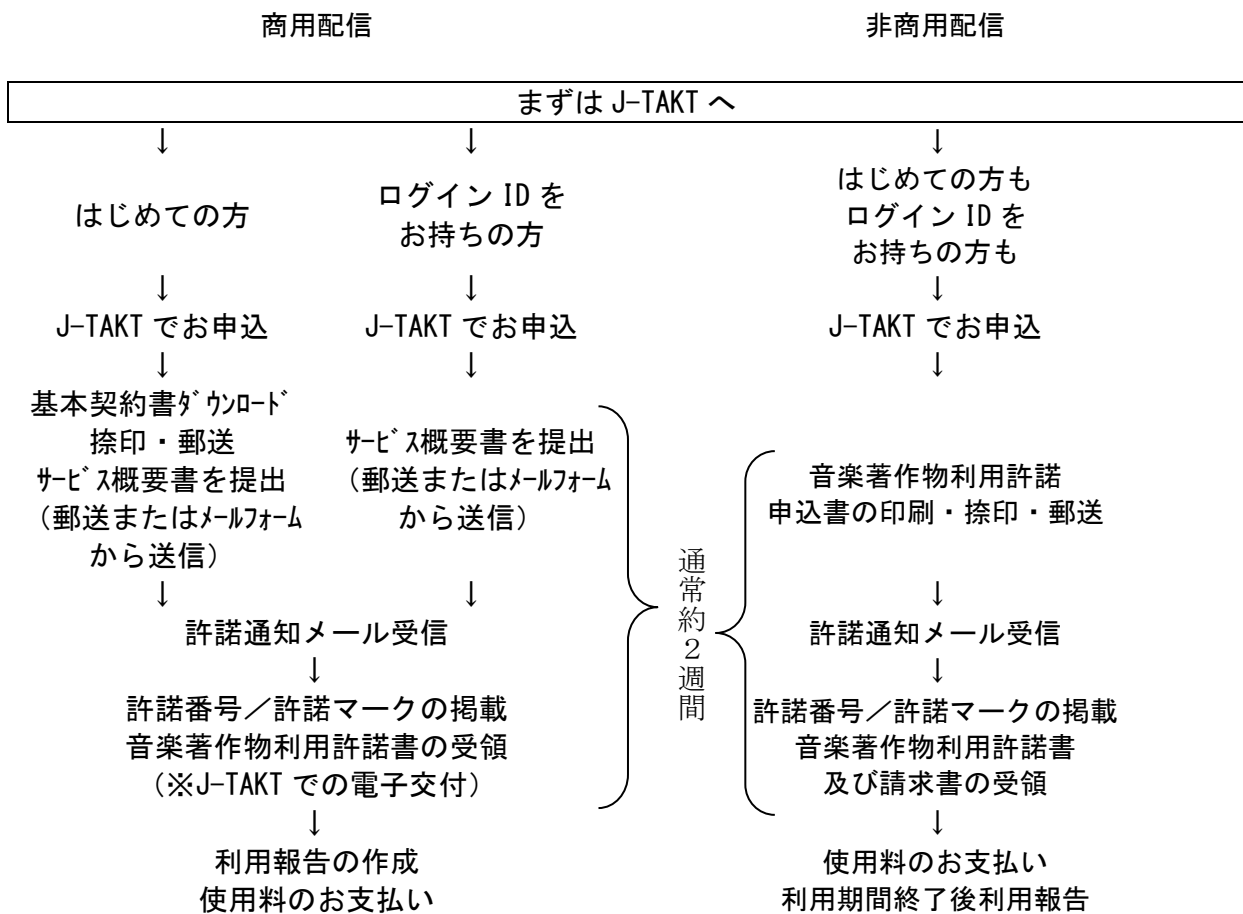 商用配信
非商用配信
まずは J-TAKT へ
↓ ↓ ↓
はじめての方
ログイン ID を
お持ちの方
はじめての方も
ログイン ID を
お持ちの方も
↓ ↓ ↓
J-TAKT でお申込
J-TAKT でお申込
J-TAKT でお申込
↓ ↓ ↓
基本契約書ﾀﾞｳﾝﾛｰﾄﾞ
捺印・郵送
ｻｰﾋﾞｽ概要書を提出
（郵送またはﾒｰﾙﾌｫｰﾑ
から送信）
ｻｰﾋﾞｽ概要書を提出
（郵送またはﾒｰﾙﾌｫｰﾑ
から送信）
音楽著作物利用許諾
申込書の印刷・捺印・郵送
通常約２週間
↓ ↓ ↓
許諾通知メール受信
許諾通知メール受信
↓ ↓
許諾番号／許諾マークの掲載
音楽著作物利用許諾書の受領
（※J-TAKT での電子交付）
許諾番号／許諾マークの掲載
音楽著作物利用許諾書
及び請求書の受領
↓ ↓
利用報告の作成
使用料のお支払い
使用料のお支払い
利用期間終了後利用報告